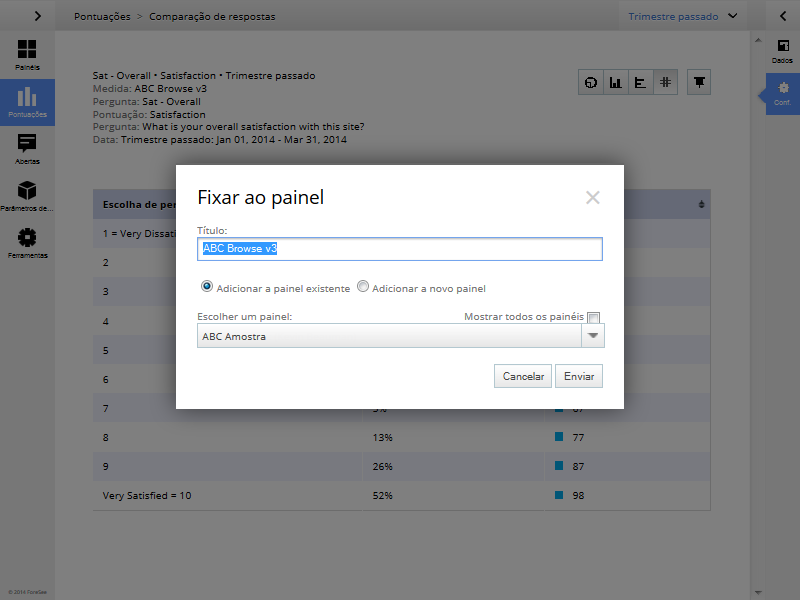 Pontuações > Comparação de respostas
Trimestre passado
Painéis
Pontuações
Abertas
Parâmetros de...
Ferramentas
Dados
Conf.
Sat - Overall • Satisfaction • Trimestre passado
Medida: ABC Browse v3
Pergunta: Sat - Overall
Pontuação: Satisfaction
Pergunta: What is your overall satisfaction with this site?
Data: Trimestre passado: Jan 01, 2014 - Mar 31, 2014
Fixar ao painel
Título:
ABC Browse v3
Adicionar a painel existente Adicionar a novo painel
Escolher um painel: Mostrar todos os painéis
ABC Amostra
Cancelar Enviar
Escolha de per
1 = Very Dissati
2
3
4
5
6
7
8 13% 77
9 26% 87
Very Satisfied = 10 52% 98
© 2014 ForeSee